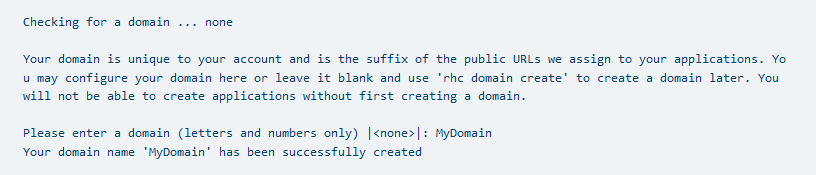 Checking for a domain ... none
Your domain is unique to your account and is the suffix of the public URLs we assign to your applications. Yo
u may configure your domain here or leave it blank and use 'rhc domain create' to create a domain later. You
will not be able to create applications without first creating a domain.
Please enter a domain (letters and numbers only) |<none>|: MyDomain
Your domain name 'MyDomain' has been successfully created